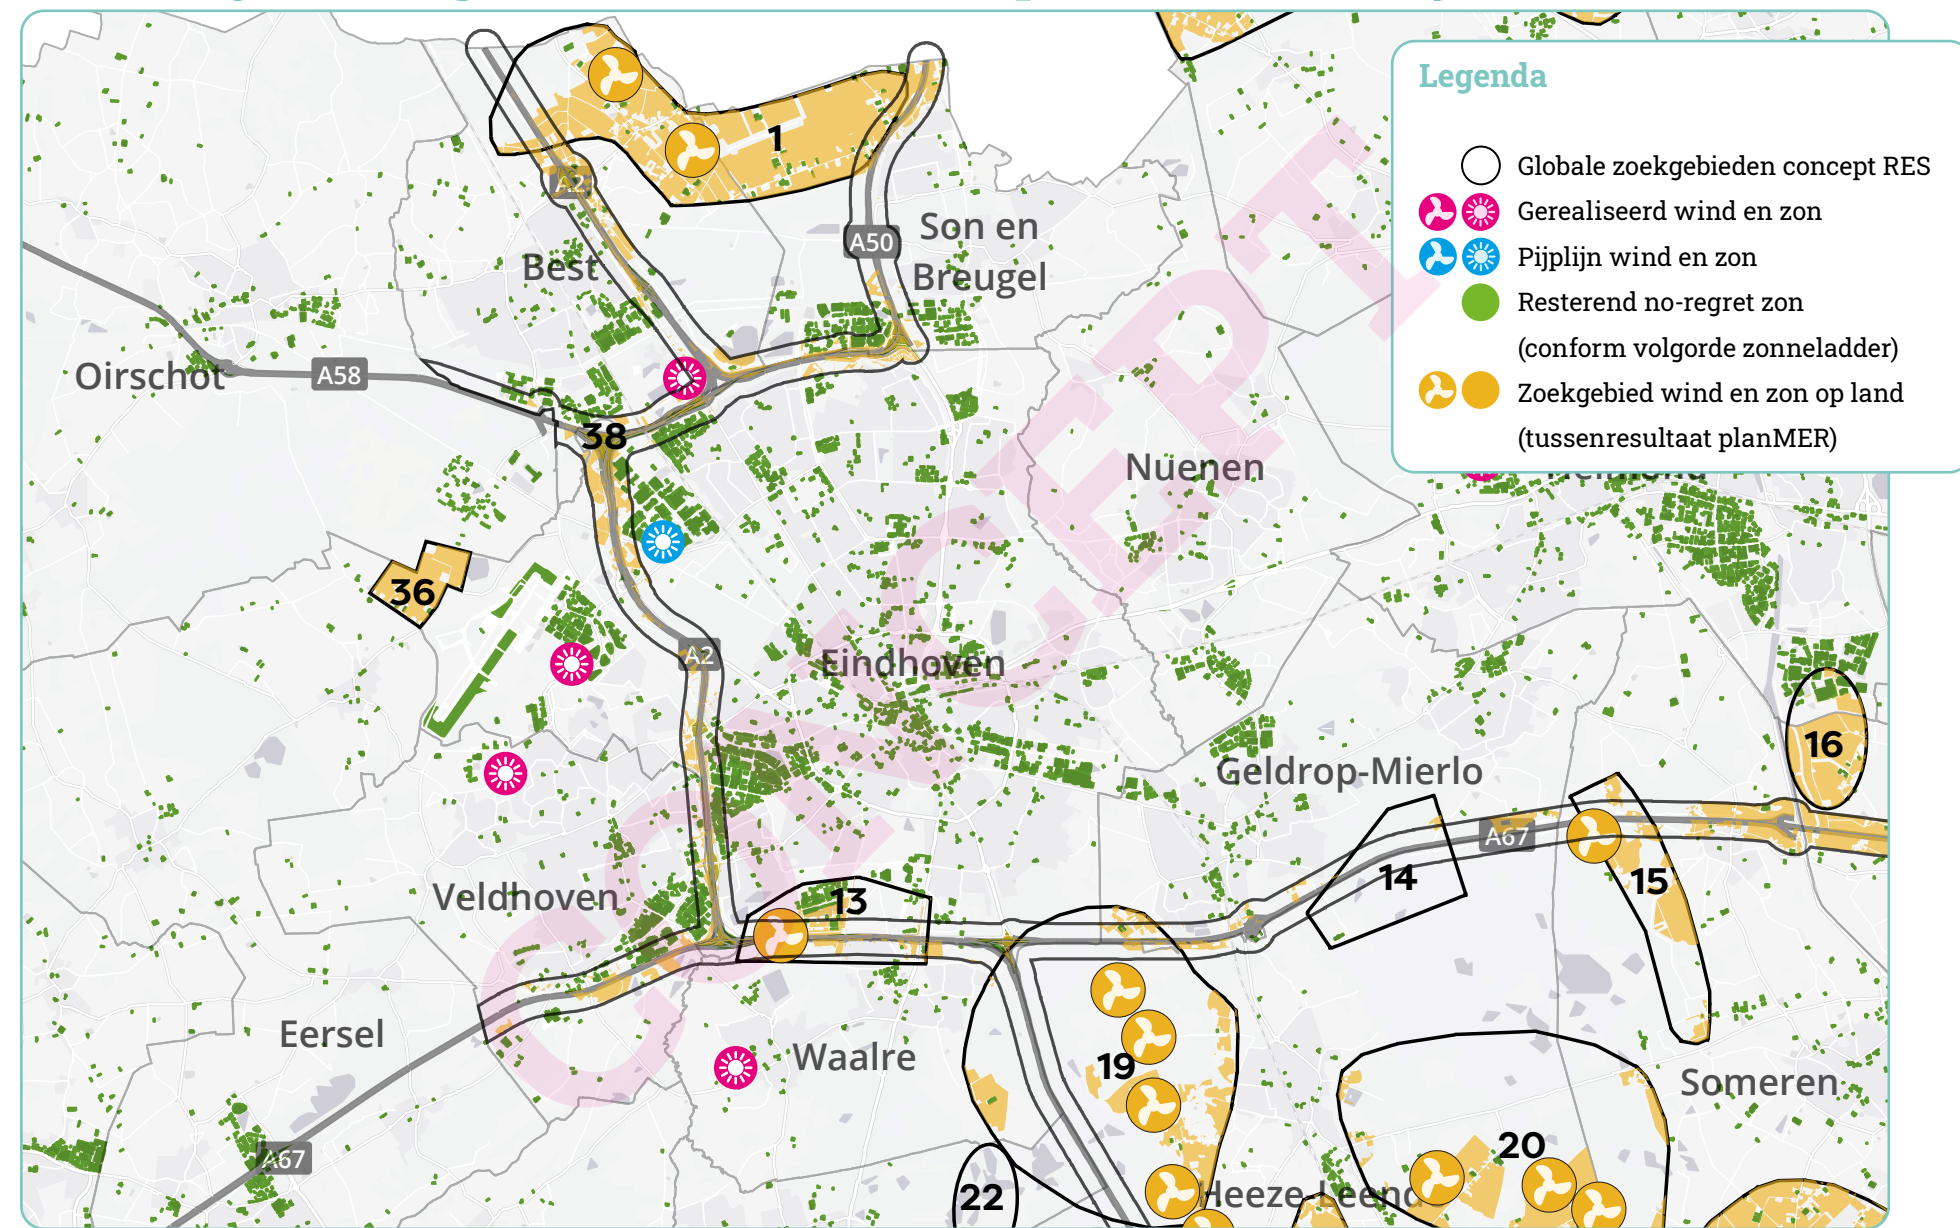 Legenda
Globale zoekgebieden concept RES
Gerealiseerd wind en zon
Pijplijn wind en zon
Resterend no-regret zon
(conform volgorde zonneladder)
Zoekgebied wind en zon op land
(tussenresultaat planMER)
1
A2
A50
Son en
Breugel
Best
Oirschot
A58
38
Nuenen
36
A2
Eindhoven
16
Geldrop-Mierlo
A67
14
15
Veldhoven
13
Eersel
Waalre
19
Someren
20
A67
22
Heeze-Leend
CONCEPT